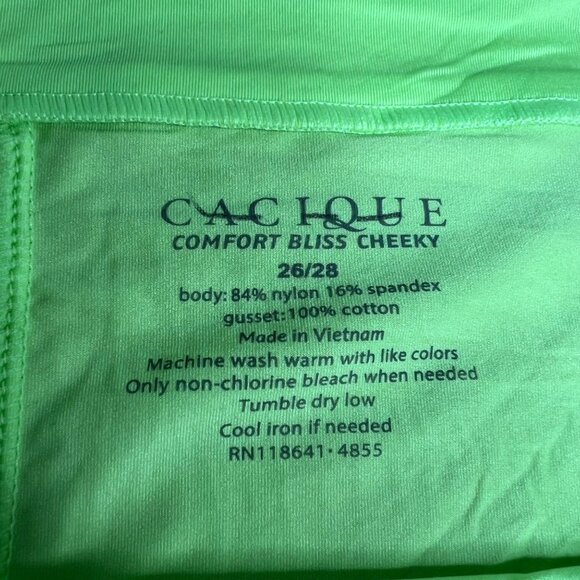 CACIQUE
COMFORT BLISS CHEEKY
26/28
body: 84% nylon 16% spandex
gusset: 100% cotton
Made in Vietnam
Machine wash warm with like colors
Only non-chlorine bleach when needed
Tumble dry low
Cool iron if needed
RN118641·4855